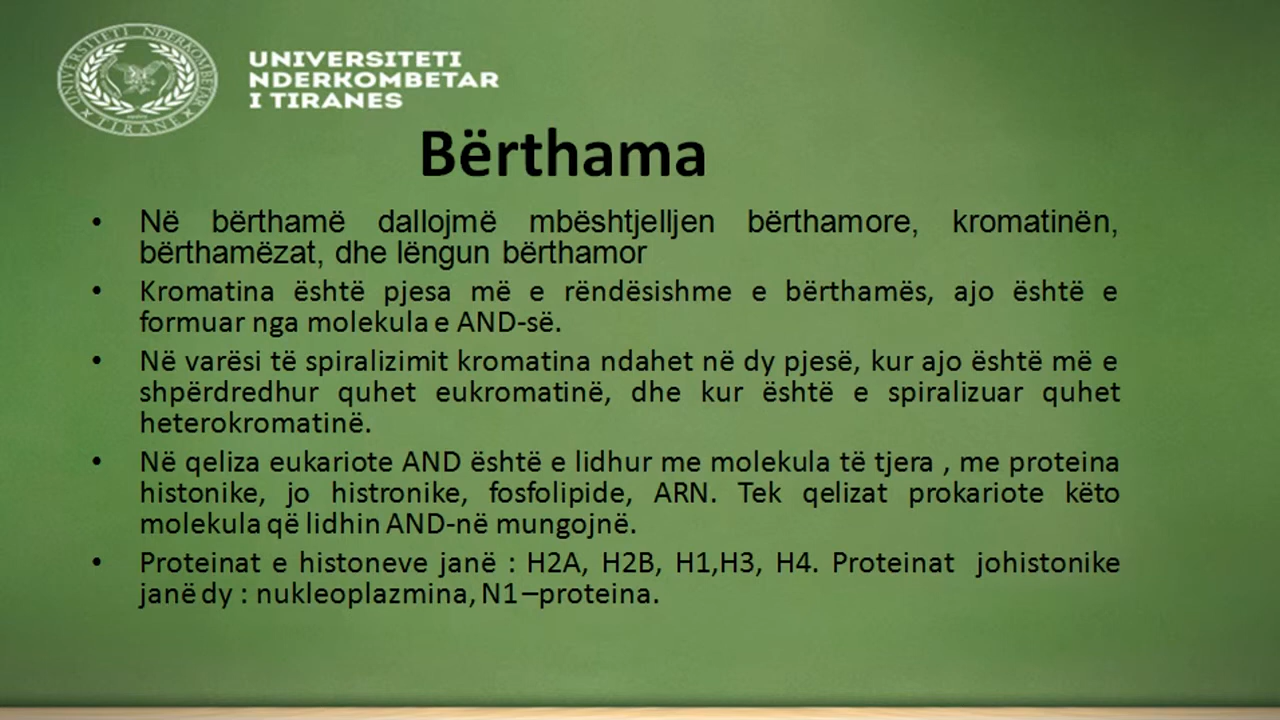 UNIVERSITETI NDERKOMBETAR
TIRANE
UNIVERSITETI
NDERKOMBETAR
I TIRANES
Bërthama
• Në bërthamë dallojmë mbështjelljen bërthamore, kromatinën,
bërthamëzat, dhe lëngun bërthamor
• Kromatina është pjesa më e rëndësishme e bërthamës, ajo është e
formuar nga molekula e AND-së.
• Në varësi të spiralizimit kromatina ndahet në dy pjesë, kur ajo është më e
shpërdredhur quhet eukromatinë, dhe kur është e spiralizuar quhet
heterokromatinë.
• Në qeliza eukariote AND është e lidhur me molekula të tjera , me proteina
histonike, jo histronike, fosfolipide, ARN. Tek qelizat prokariote këto
molekula që lidhin AND-në mungojnë.
• Proteinat e histoneve janë : H2A, H2B, H1,H3, H4. Proteinat johistonike
janë dy : nukleoplazmina, N1 –proteina.